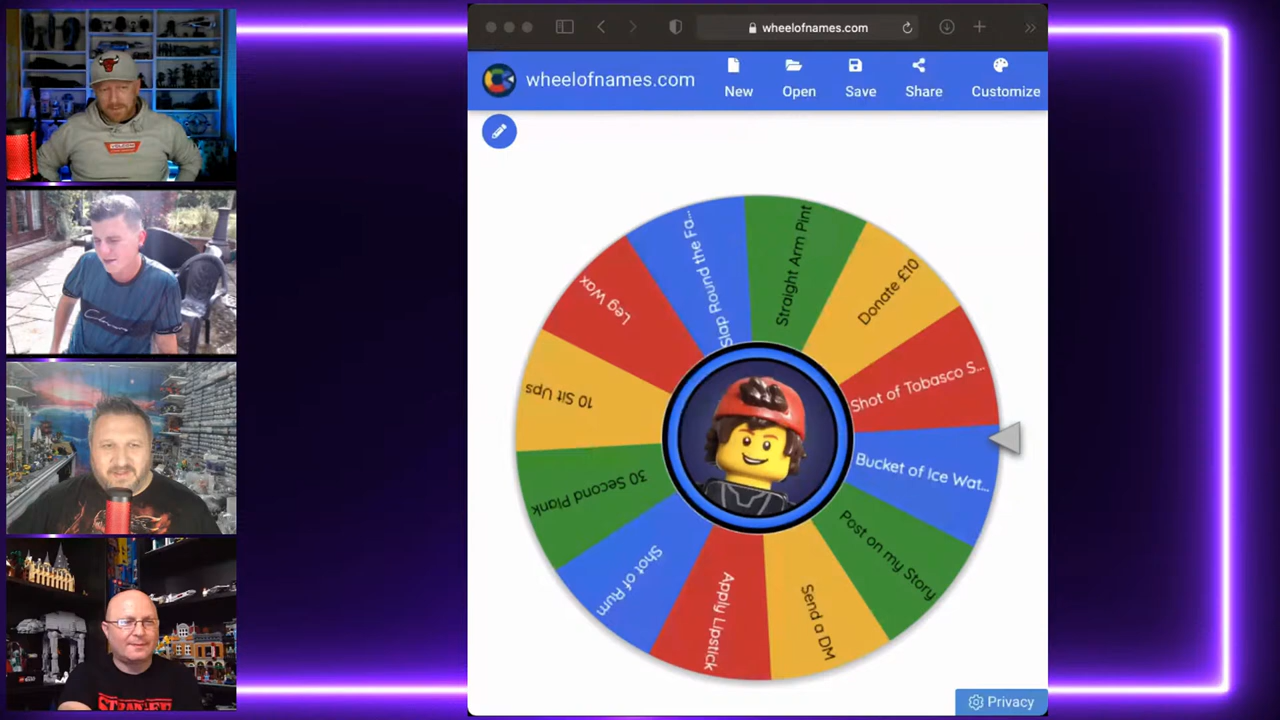 wheelofnames.com
wheelofnames.com
New
Open
Save
Share
Customize
Slap Round the Fa...
Straight Arm Pint
Donate £10
Shot of Tobasco S...
Bucket of Ice Wat...
Post on my Story
Send a DM
Apply Lipstick
Shot of Rum
30 Second Plank
10 Sit Ups
Leg Wax
Privacy
VOLCOM
STRANGER